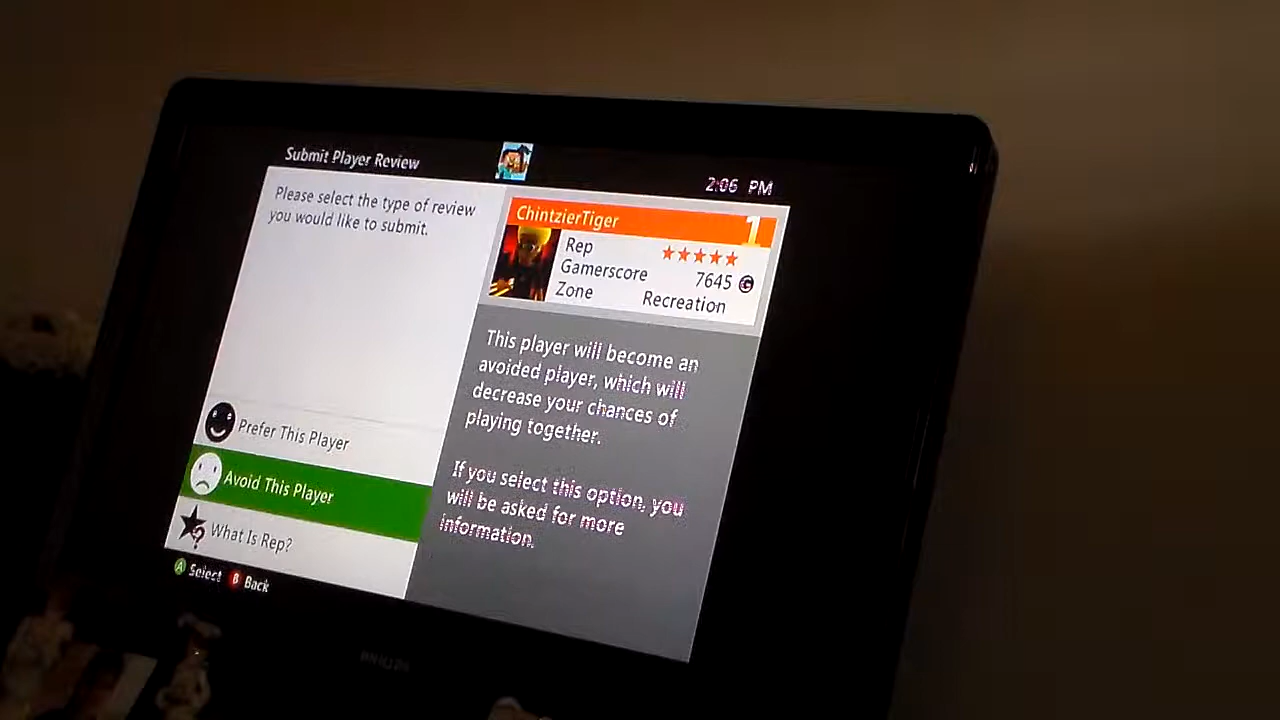 Submit Player Review
2:06 PM
Please select the type of review
you would like to submit.
ChintzierTiger
1
Rep
Gamerscore 7645 G
Zone Recreation
This player will become an
avoided player, which will
decrease your chances of
playing together.
If you select this option, you
will be asked for more
information.
Prefer This Player
Avoid This Player
What Is Rep?
A Select B Back
PHILIPS